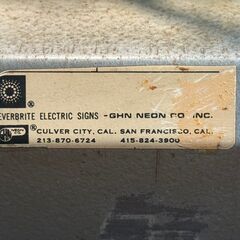 EVERBRITE ELECTRIC SIGNS -GHN NEON CO. INC.
CULVER CITY, CAL. SAN FRANCISCO, CAL.
213-870-6724 415-824-3900